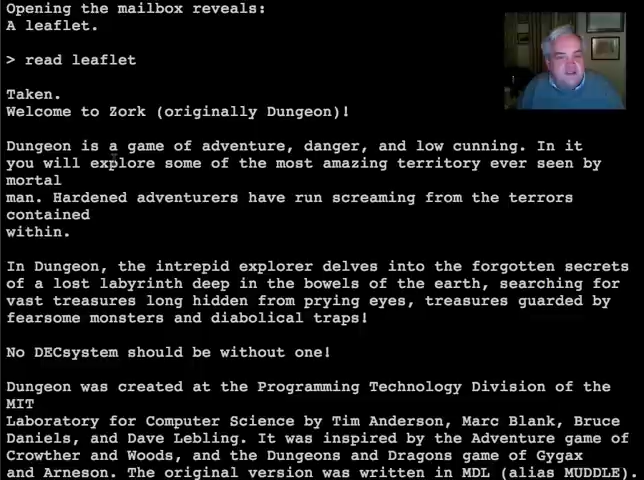 Opening the mailbox reveals:
A leaflet.
> read leaflet
Taken.
Welcome to Zork (originally Dungeon)!
Dungeon is a game of adventure, danger, and low cunning. In it
you will explore some of the most amazing territory ever seen by
mortal
man. Hardened adventurers have run screaming from the terrors
contained
within.
In Dungeon, the intrepid explorer delves into the forgotten secrets
of a lost labyrinth deep in the bowels of the earth, searching for
vast treasures long hidden from prying eyes, treasures guarded by
fearsome monsters and diabolical traps!
No DECsystem should be without one!
Dungeon was created at the Programming Technology Division of the
MIT
Laboratory for Computer Science by Tim Anderson, Marc Blank, Bruce
Daniels, and Dave Lebling. It was inspired by the Adventure game of
Crowther and Woods, and the Dungeons and Dragons game of Gygax
and Arneson. The original version was written in MDL (alias MUDDLE).